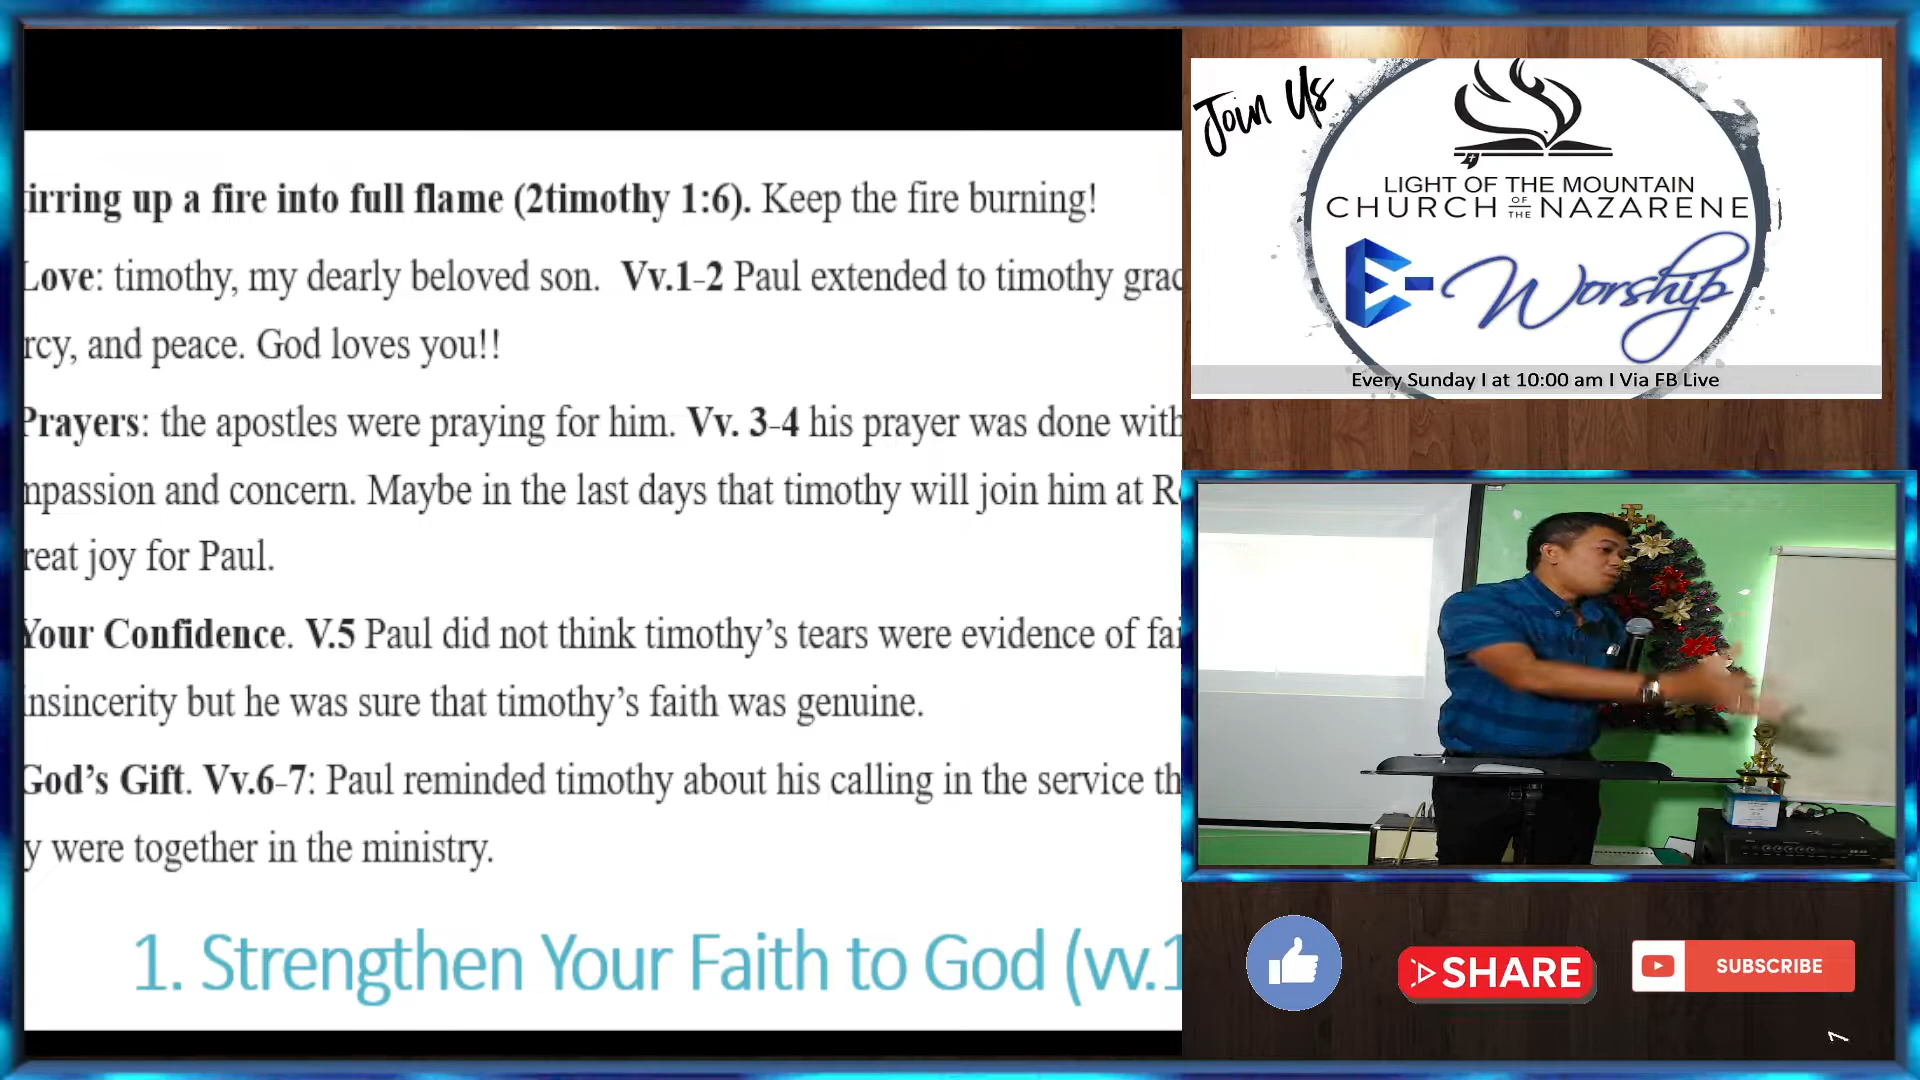 tirring up a fire into full flame (2timothy 1:6). Keep the fire burning!
Love: timothy, my dearly beloved son. Vv.1-2 Paul extended to timothy grac
rcy, and peace. God loves you!!
Prayers: the apostles were praying for him. Vv. 3-4 his prayer was done with
mpassion and concern. Maybe in the last days that timothy will join him at R
reat joy for Paul.
Your Confidence. V.5 Paul did not think timothy's tears were evidence of fai
insincerity but he was sure that timothy's faith was genuine.
God's Gift. Vv.6-7: Paul reminded timothy about his calling in the service th
y were together in the ministry.
1. Strengthen Your Faith to God (vv.1
Join Us
LIGHT OF THE MOUNTAIN
CHURCH OF THE NAZARENE
E-Worship
Every Sunday I at 10:00 am I Via FB Live
SHARE
SUBSCRIBE